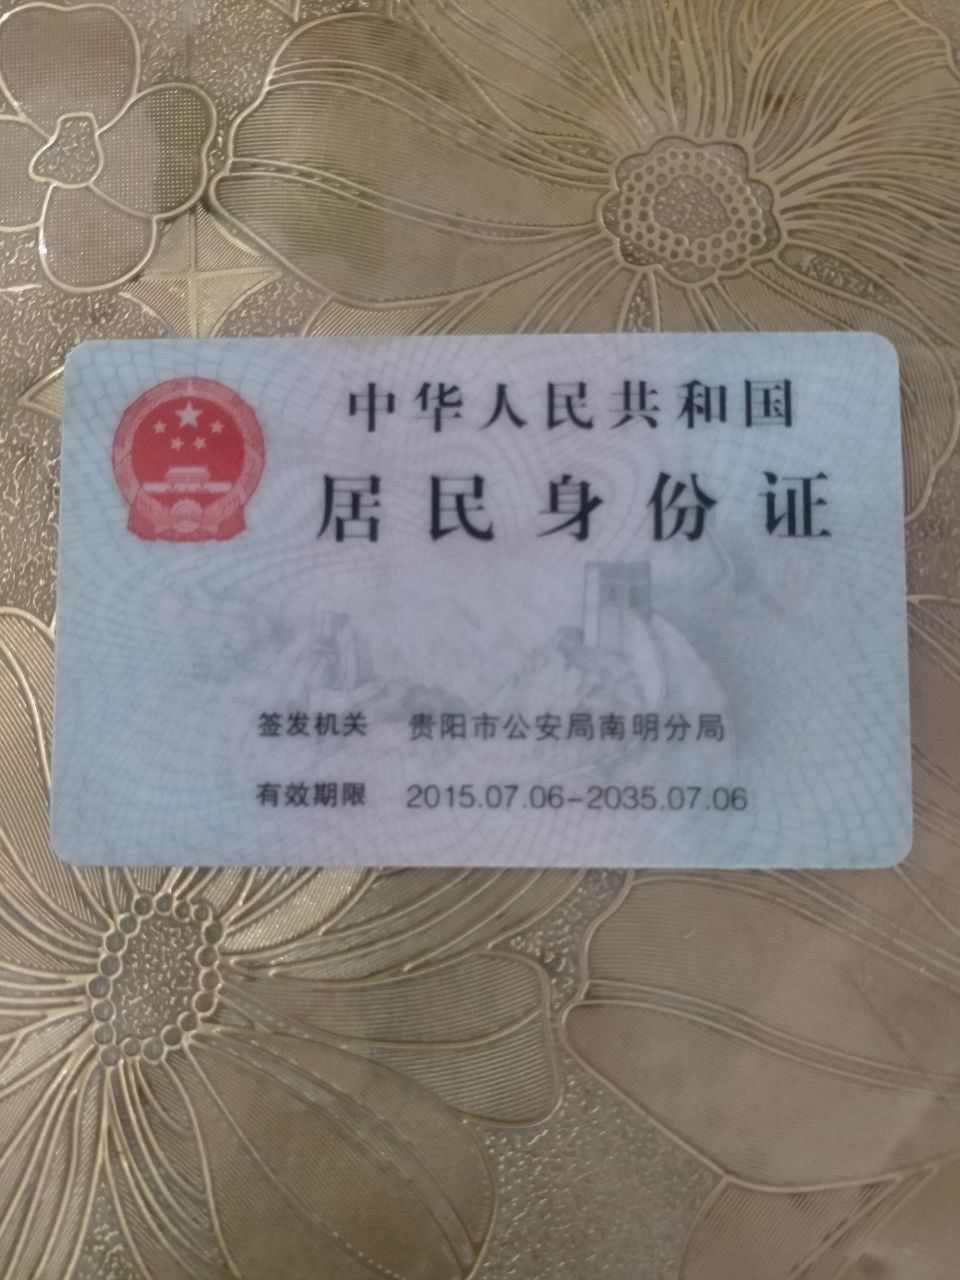 中华人民共和国
居民身份证
签发机关 贵阳市公安局南明分局
有效期限 2015.07.06-2035.07.06